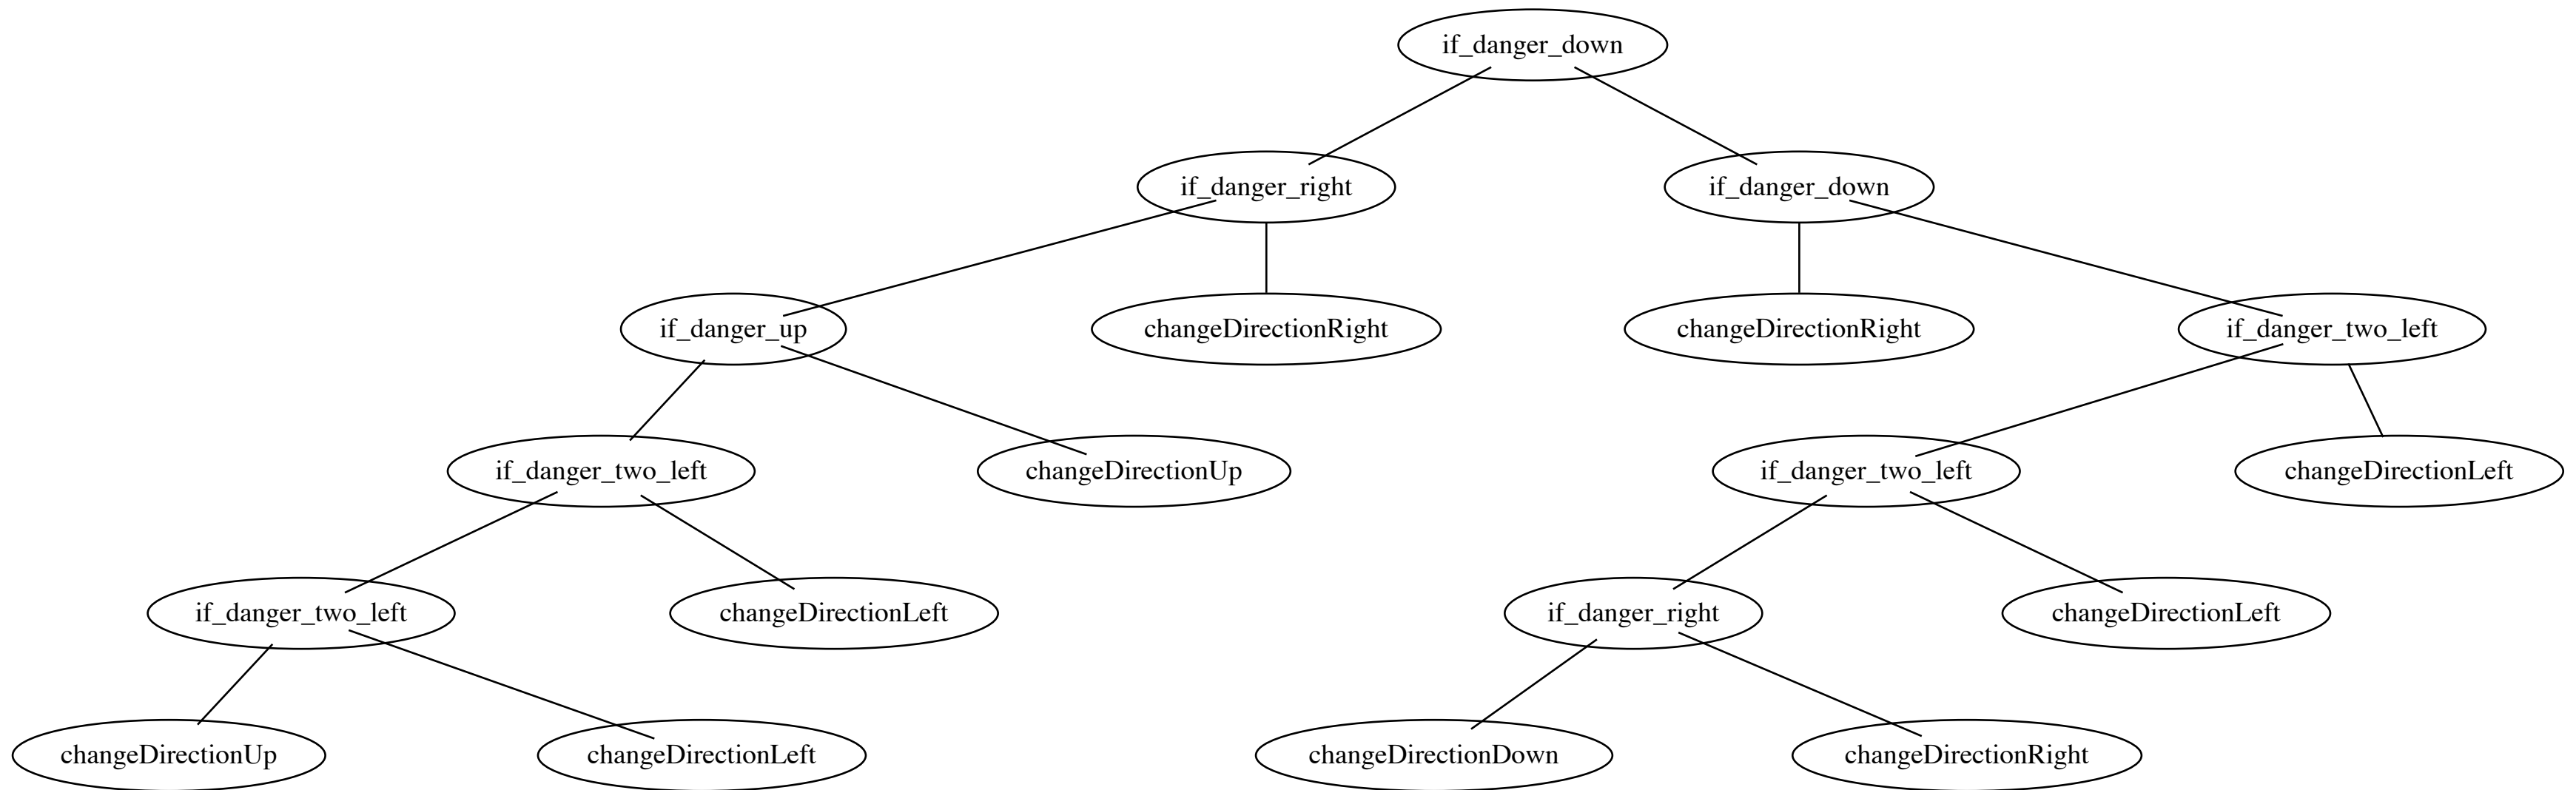 if_danger_down
if_danger_right
if_danger_down
if_danger_up
changeDirectionRight
changeDirectionRight
if_danger_two_left
if_danger_two_left
changeDirectionUp
if_danger_two_left
changeDirectionLeft
if_danger_two_left
changeDirectionLeft
if_danger_right
changeDirectionLeft
changeDirectionUp
changeDirectionLeft
changeDirectionDown
changeDirectionRight